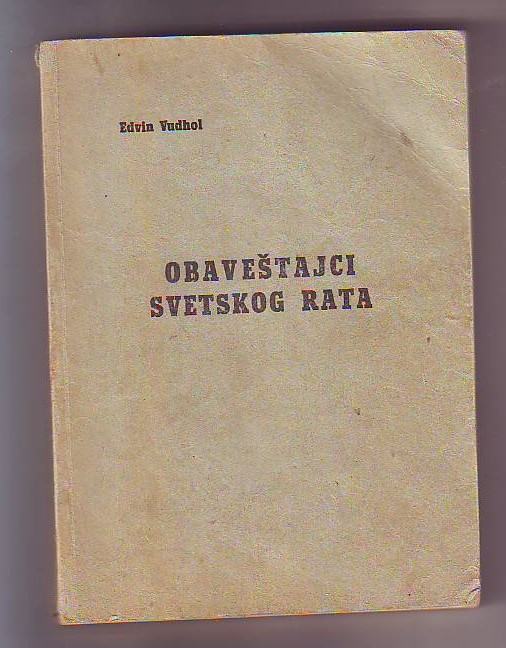 Edvin Vudhol
OBAVEŠTAJCI
SVETSKOG RATA